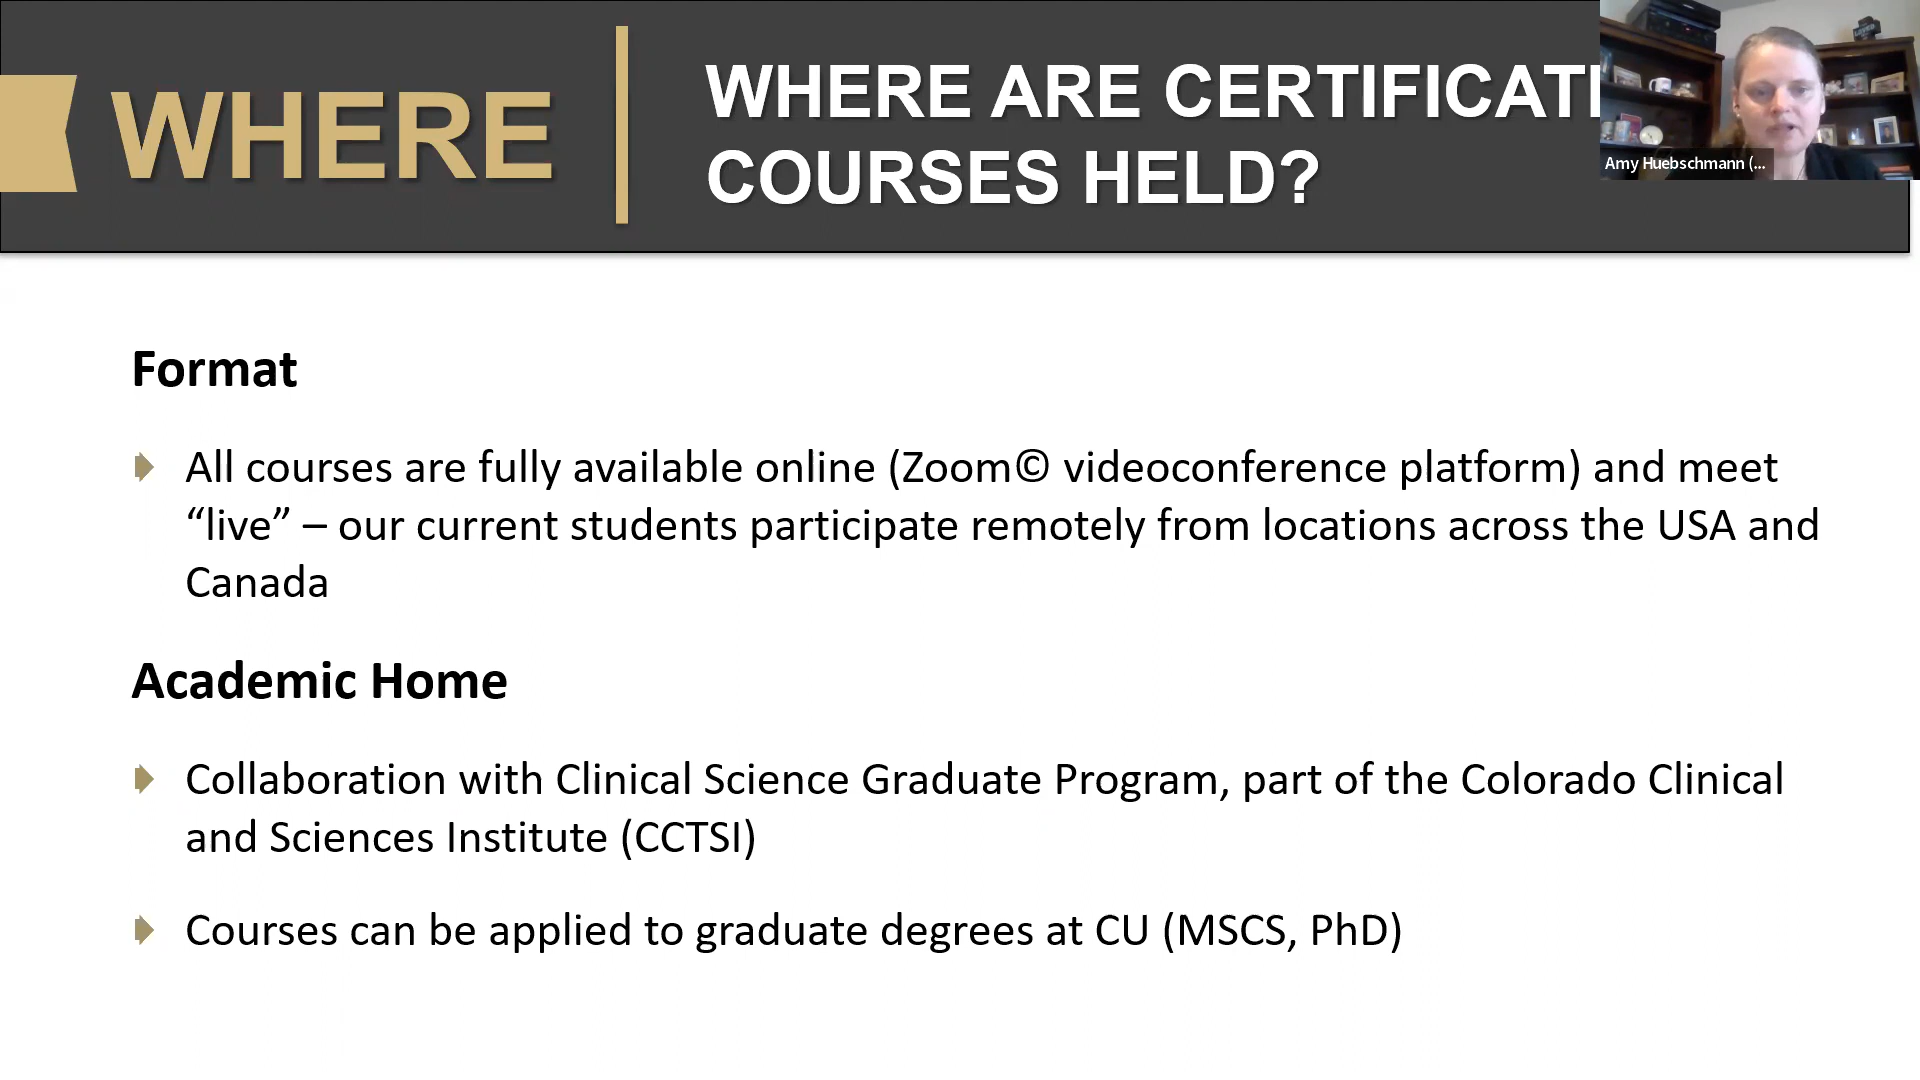 WHERE
WHERE ARE CERTIFICAT
COURSES HELD?
Amy Huebschmann (...
Format
All courses are fully available online (Zoom© videoconference platform) and meet
“live” – our current students participate remotely from locations across the USA and
Canada
Academic Home
Collaboration with Clinical Science Graduate Program, part of the Colorado Clinical
and Sciences Institute (CCTSI)
Courses can be applied to graduate degrees at CU (MSCS, PhD)